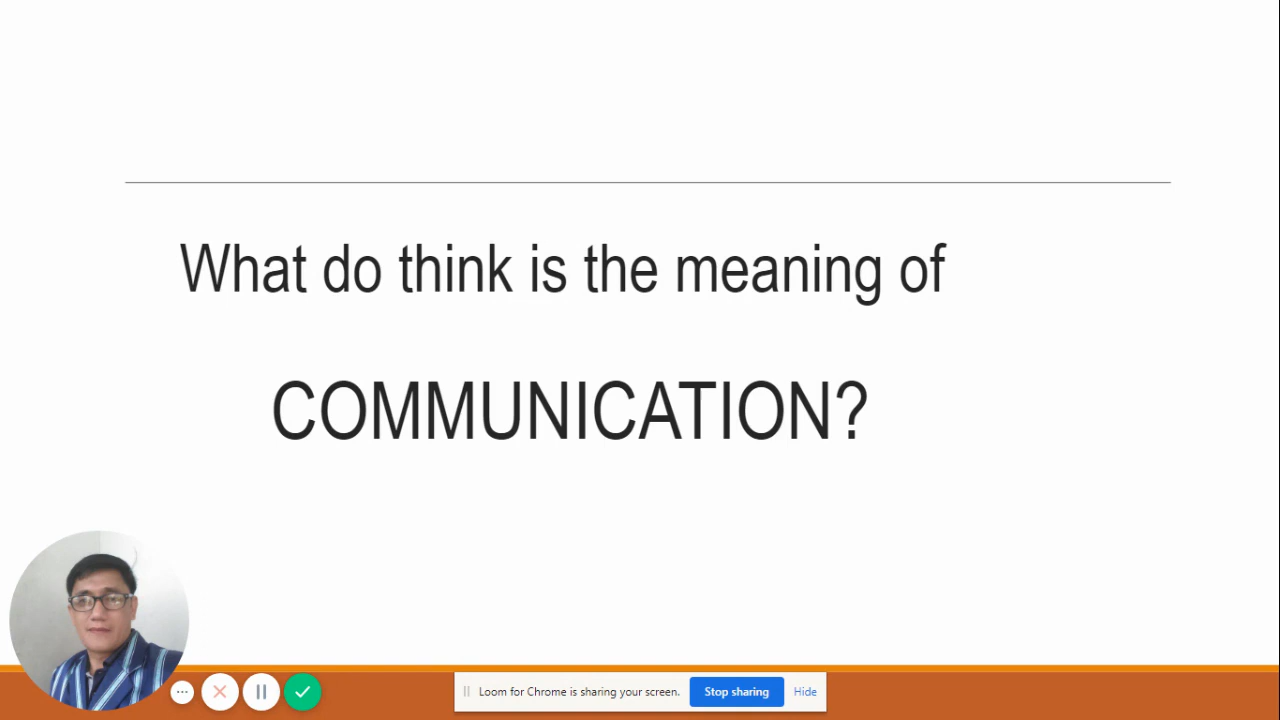 What do think is the meaning of
COMMUNICATION?
Loom for Chrome is sharing your screen. Stop sharing Hide